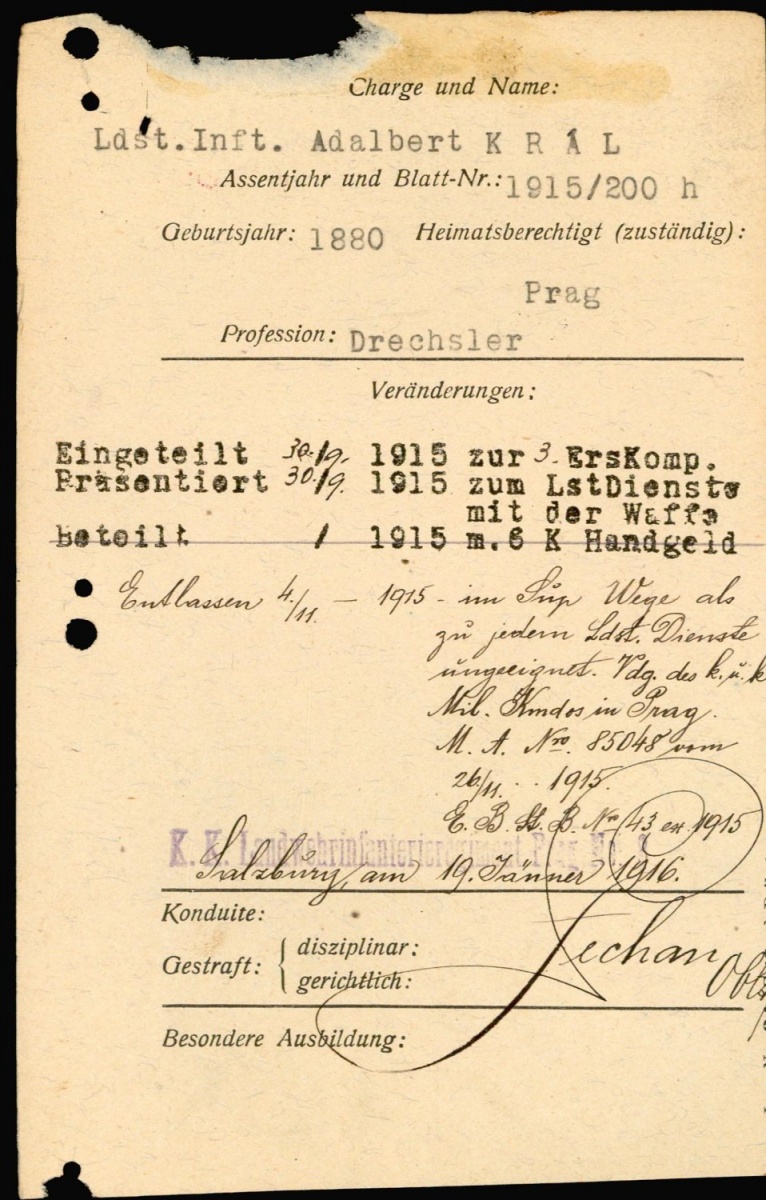 Charge und Name:
Ldst.Inft. Adalbert K R Á L
Assentjahr und Blatt-Nr.: 1915/200 h
Geburtsjahr: 1880 Heimatsberechtigt (zuständig):
Prag
Profession: Drechsler
Veränderungen:
Eingeteilt 30./9. 1915 zur 3. ErsKomp.
Präsentiert 30./9. 1915 zum LstDienste
mit der Waffe
Beteilt / 1915 m.6 K Handgeld
Entlassen 4./11. – 1915 - im Sup Wege als
zu jedem Ldst. Dienste
ungeeignet. Vdg. des k.u.k
Mil. Kmdos in Prag.
M. A. Nro. 85048 vom
26/11. 1915.
E. B. St. B. Nro 43 ex 1915
K. K. Landwehrinfanterieregiment Prag Nr. 8
Salzburg, am 19. Jänner 1916.
Konduite:
Gestraft: { disziplinar:
gerichtlich:
Besondere Ausbildung: